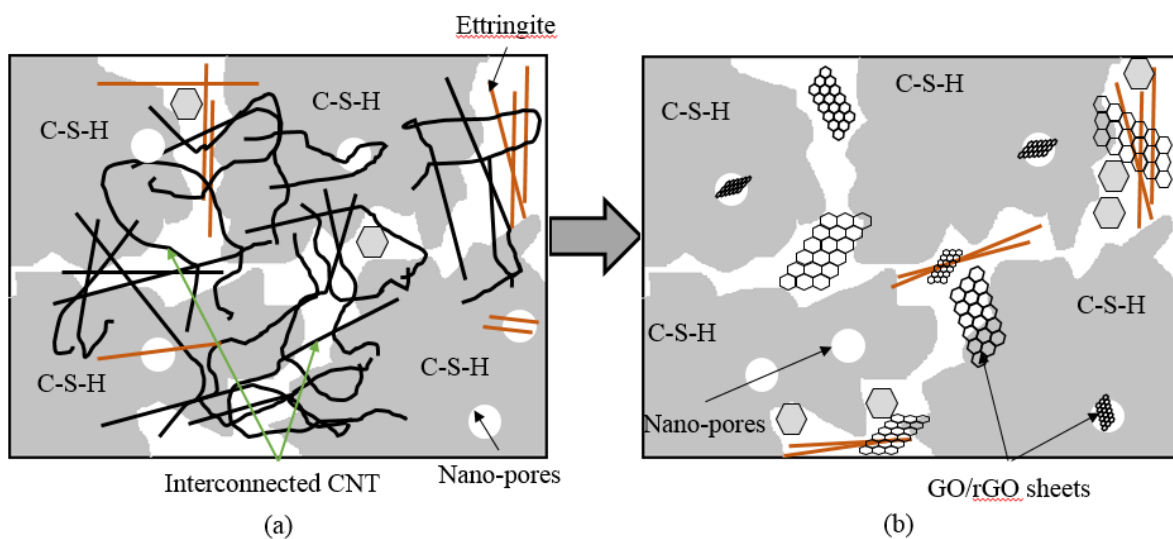 Ettringite
C-S-H
C-S-H
C-S-H
C-S-H
Interconnected CNT
Nano-pores
(a)
C-S-H
C-S-H
C-S-H
C-S-H
Nano-pores
GO/rGO sheets
(b)